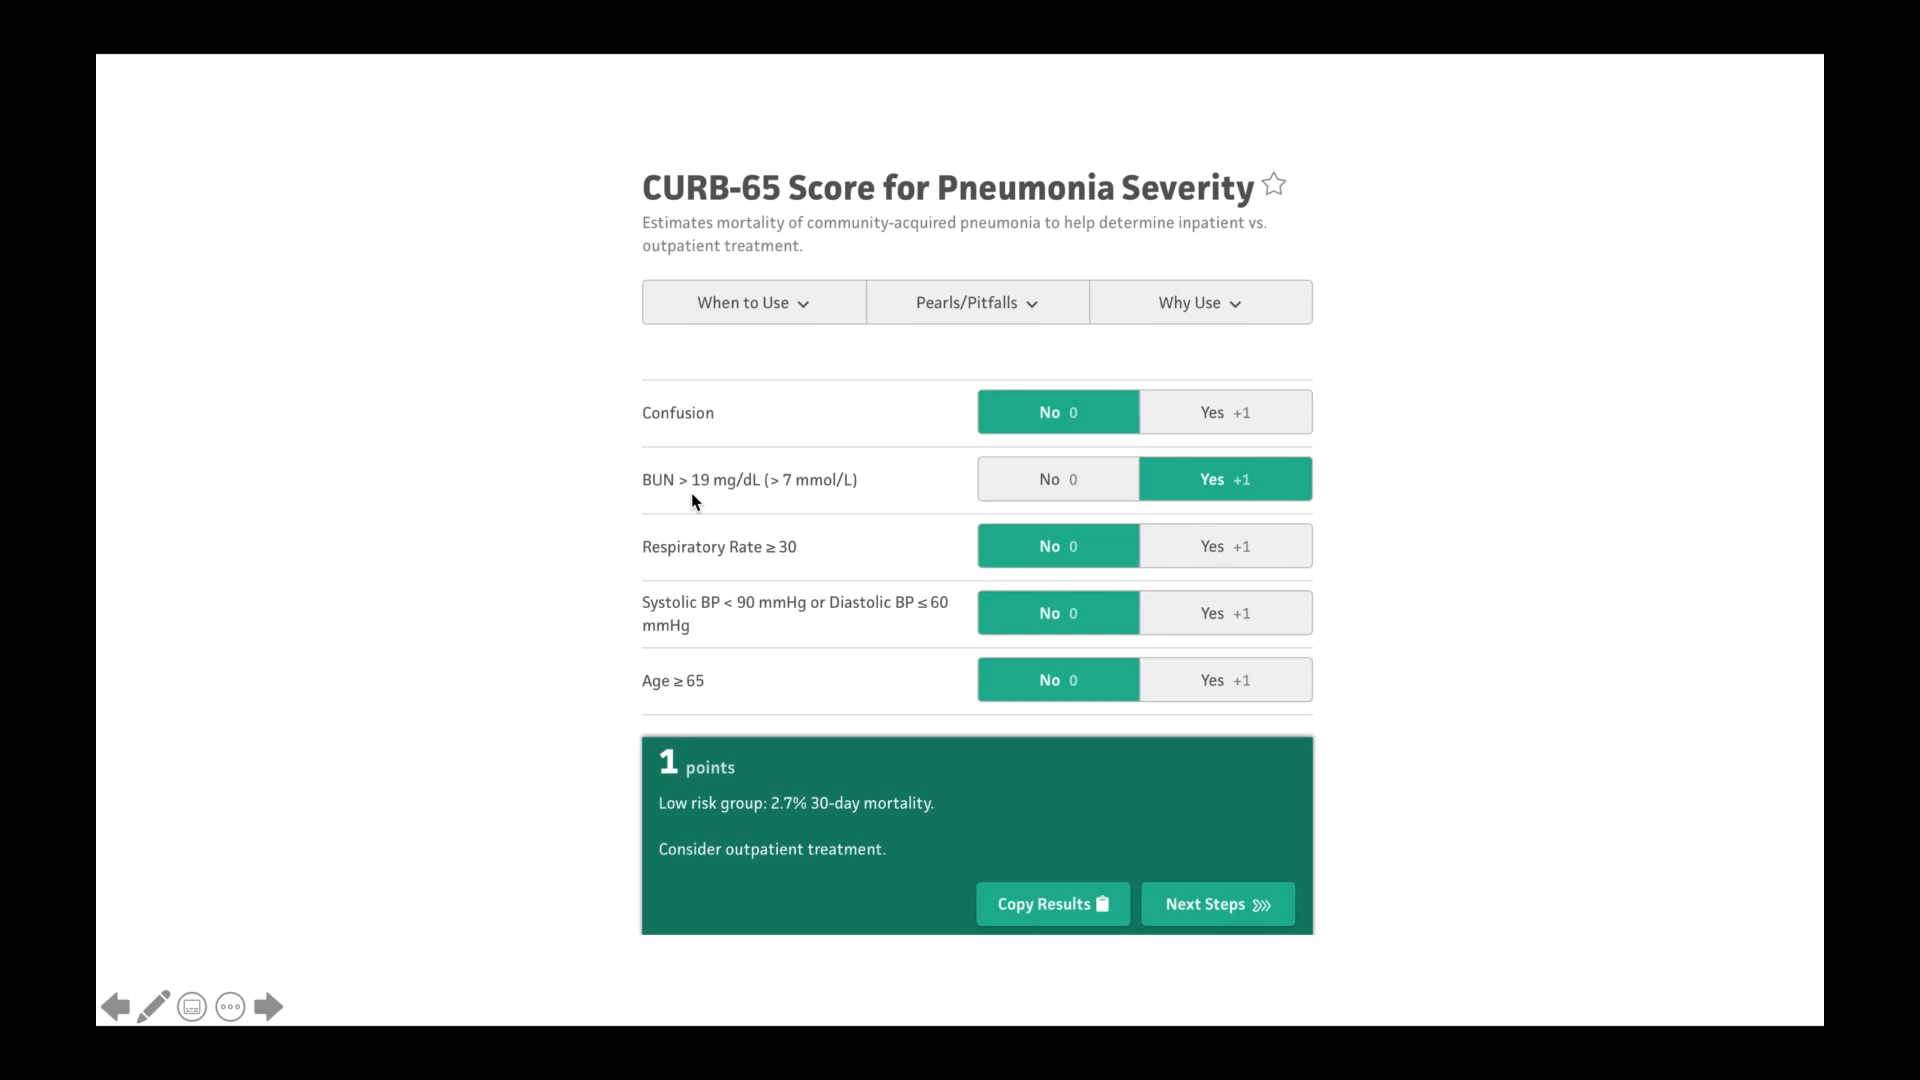 CURB-65 Score for Pneumonia Severity
Estimates mortality of community-acquired pneumonia to help determine inpatient vs.
outpatient treatment.
When to Use
Pearls/Pitfalls
Why Use
Confusion
No 0
Yes +1
BUN > 19 mg/dL (> 7 mmol/L)
No 0
Yes +1
Respiratory Rate ≥ 30
No 0
Yes +1
Systolic BP < 90 mmHg or Diastolic BP ≤ 60
mmHg
No 0
Yes +1
Age ≥ 65
No 0
Yes +1
1 points
Low risk group: 2.7% 30-day mortality.
Consider outpatient treatment.
Copy Results
Next Steps